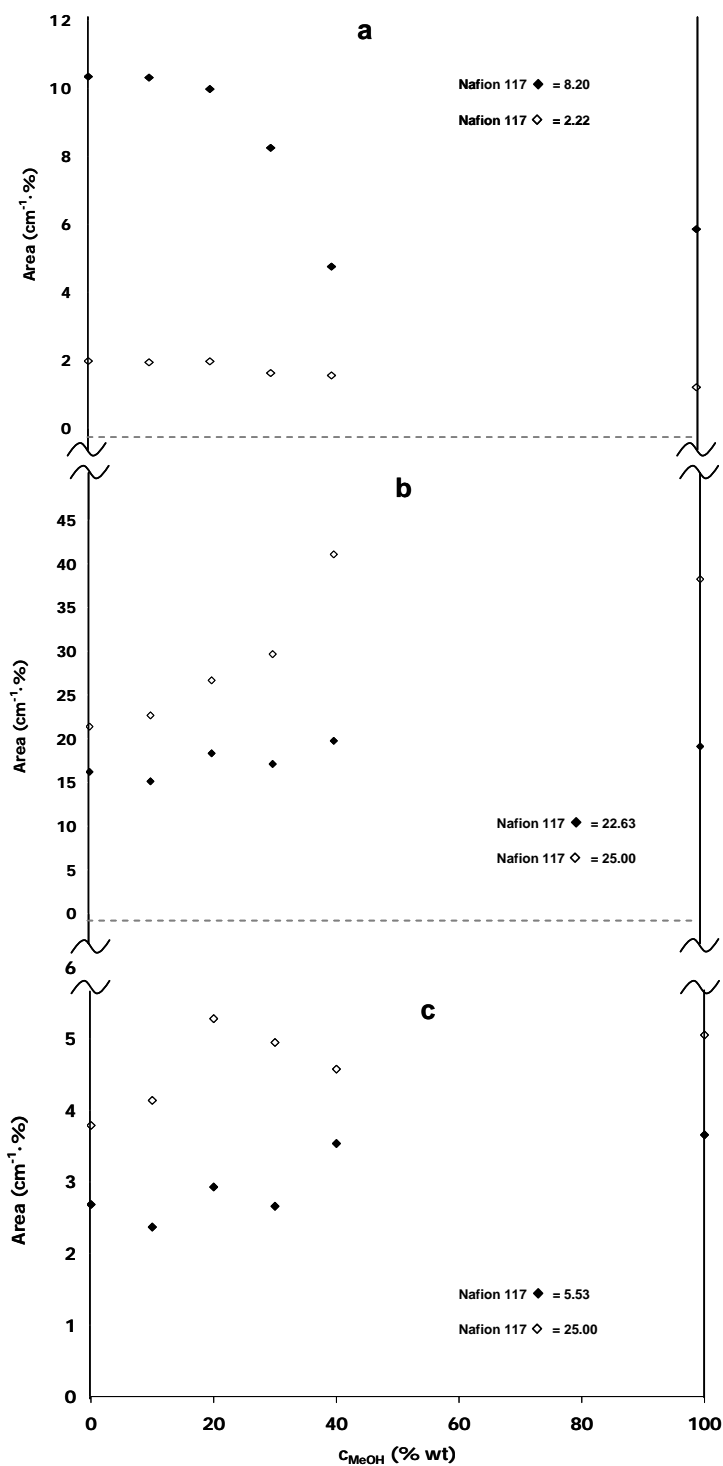 a
12
10
8
6
4
2
0
Area (cm⁻¹·%)
Nafion 117 ◆ = 8.20
Nafion 117 ◇ = 2.22
b
45
40
35
30
25
20
15
10
5
0
Area (cm⁻¹·%)
Nafion 117 ◆ = 22.63
Nafion 117 ◇ = 25.00
c
6
5
4
3
2
1
0
Area (cm⁻¹·%)
Nafion 117 ◆ = 5.53
Nafion 117 ◇ = 25.00
0 20 40 60 80 100
cMeOH (% wt)